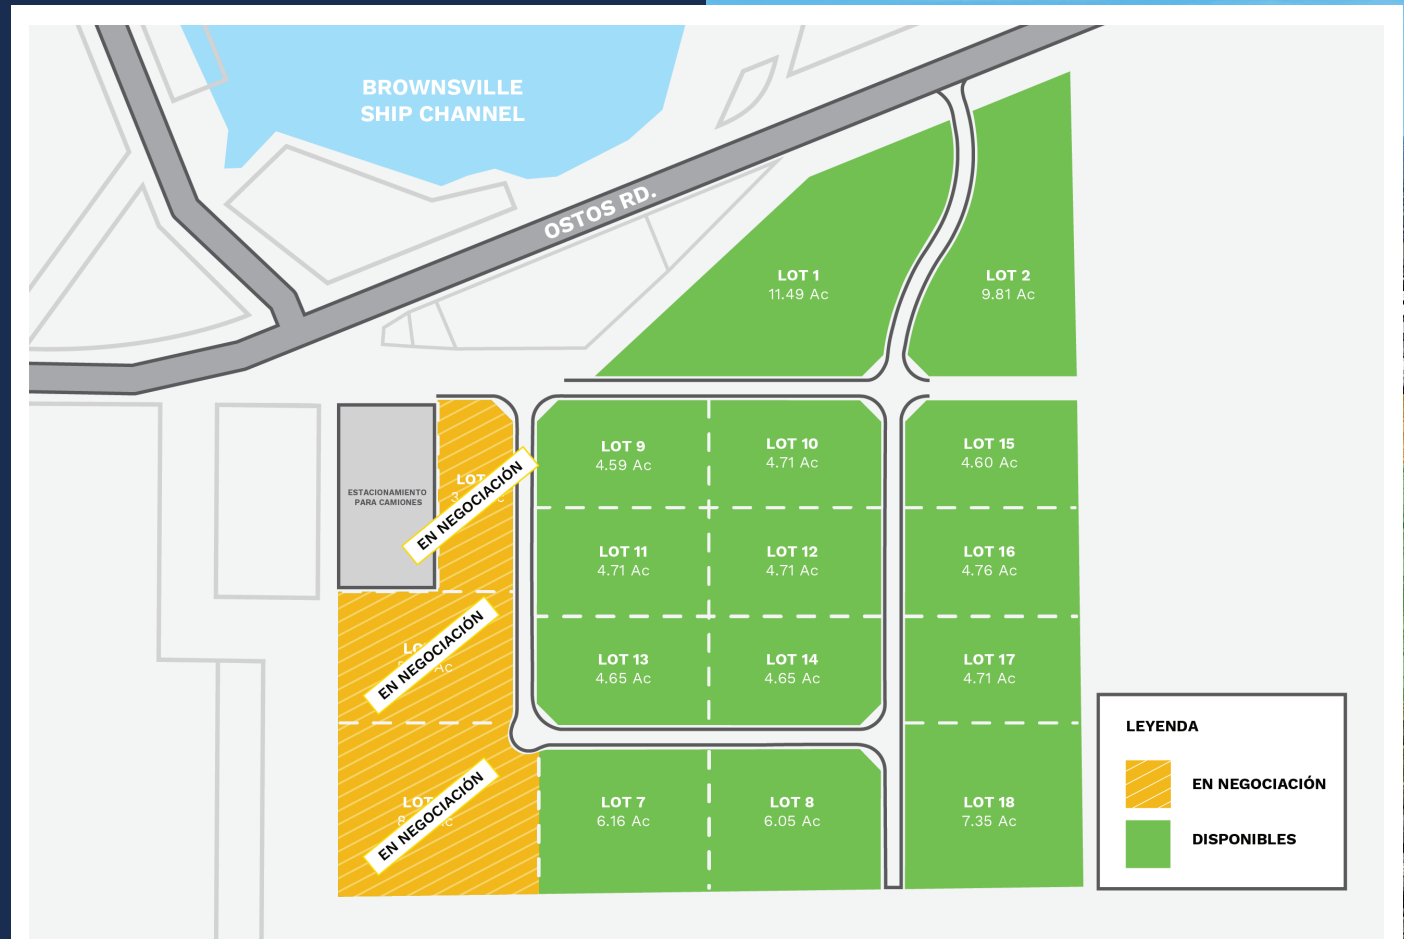 BROWNSVILLE
SHIP CHANNEL
OSTOS RD.
LOT 1
11.49 Ac
LOT 2
9.81 Ac
ESTACIONAMIENTO
PARA CAMIONES
LOT
EN NEGOCIACIÓN
LOT 9
4.59 Ac
LOT 10
4.71 Ac
LOT 15
4.60 Ac
LOT 11
4.71 Ac
LOT 12
4.71 Ac
LOT 16
4.76 Ac
EN NEGOCIACIÓN
Ac
LOT 13
4.65 Ac
LOT 14
4.65 Ac
LOT 17
4.71 Ac
LOT
EN NEGOCIACIÓN
LOT 7
6.16 Ac
LOT 8
6.05 Ac
LOT 18
7.35 Ac
LEYENDA
EN NEGOCIACIÓN
DISPONIBLES